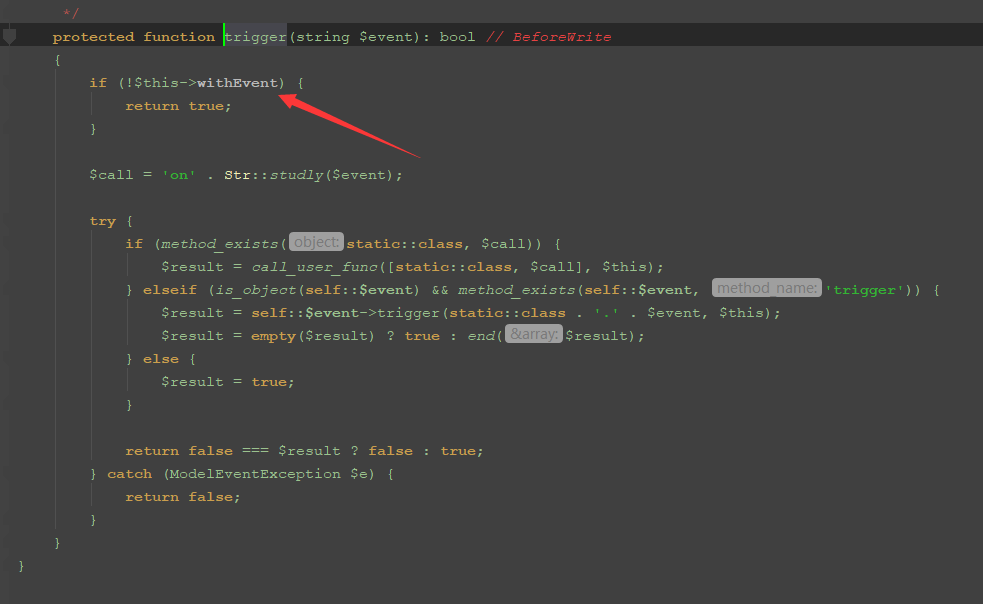 */
protected function trigger(string $event): bool // BeforeWrite
{
if (!$this->withEvent) {
return true;
}
$call = 'on' . Str::studly($event);
try {
if (method_exists( object: static::class, $call)) {
$result = call_user_func([static::class, $call], $this);
} elseif (is_object(self::$event) && method_exists(self::$event, method_name: 'trigger')) {
$result = self::$event->trigger(static::class . '.' . $event, $this);
$result = empty($result) ? true : end( &array: $result);
} else {
$result = true;
}
return false === $result ? false : true;
} catch (ModelEventException $e) {
return false;
}
}
}